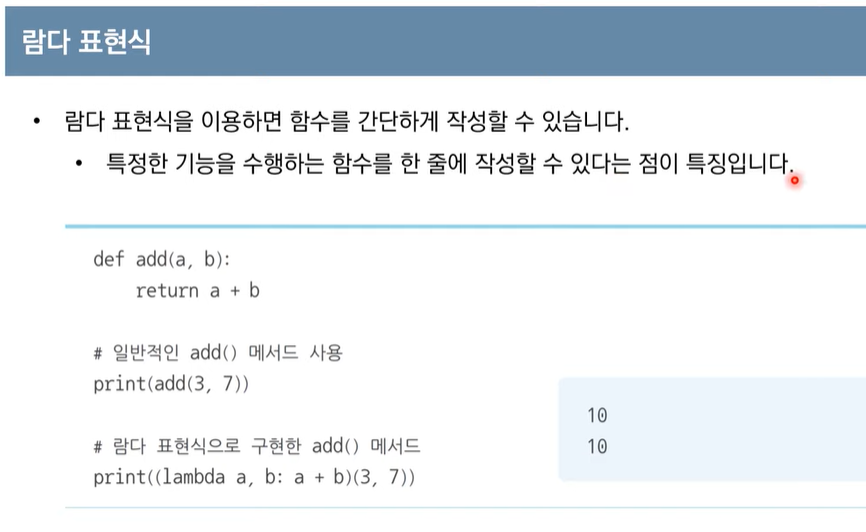 람다 표현식
• 람다 표현식을 이용하면 함수를 간단하게 작성할 수 있습니다.
• 특정한 기능을 수행하는 함수를 한 줄에 작성할 수 있다는 점이 특징입니다.
def add(a, b):
    return a + b
# 일반적인 add() 메서드 사용
print(add(3, 7))
# 람다 표현식으로 구현한 add() 메서드
print((lambda a, b: a + b)(3, 7))
10
10